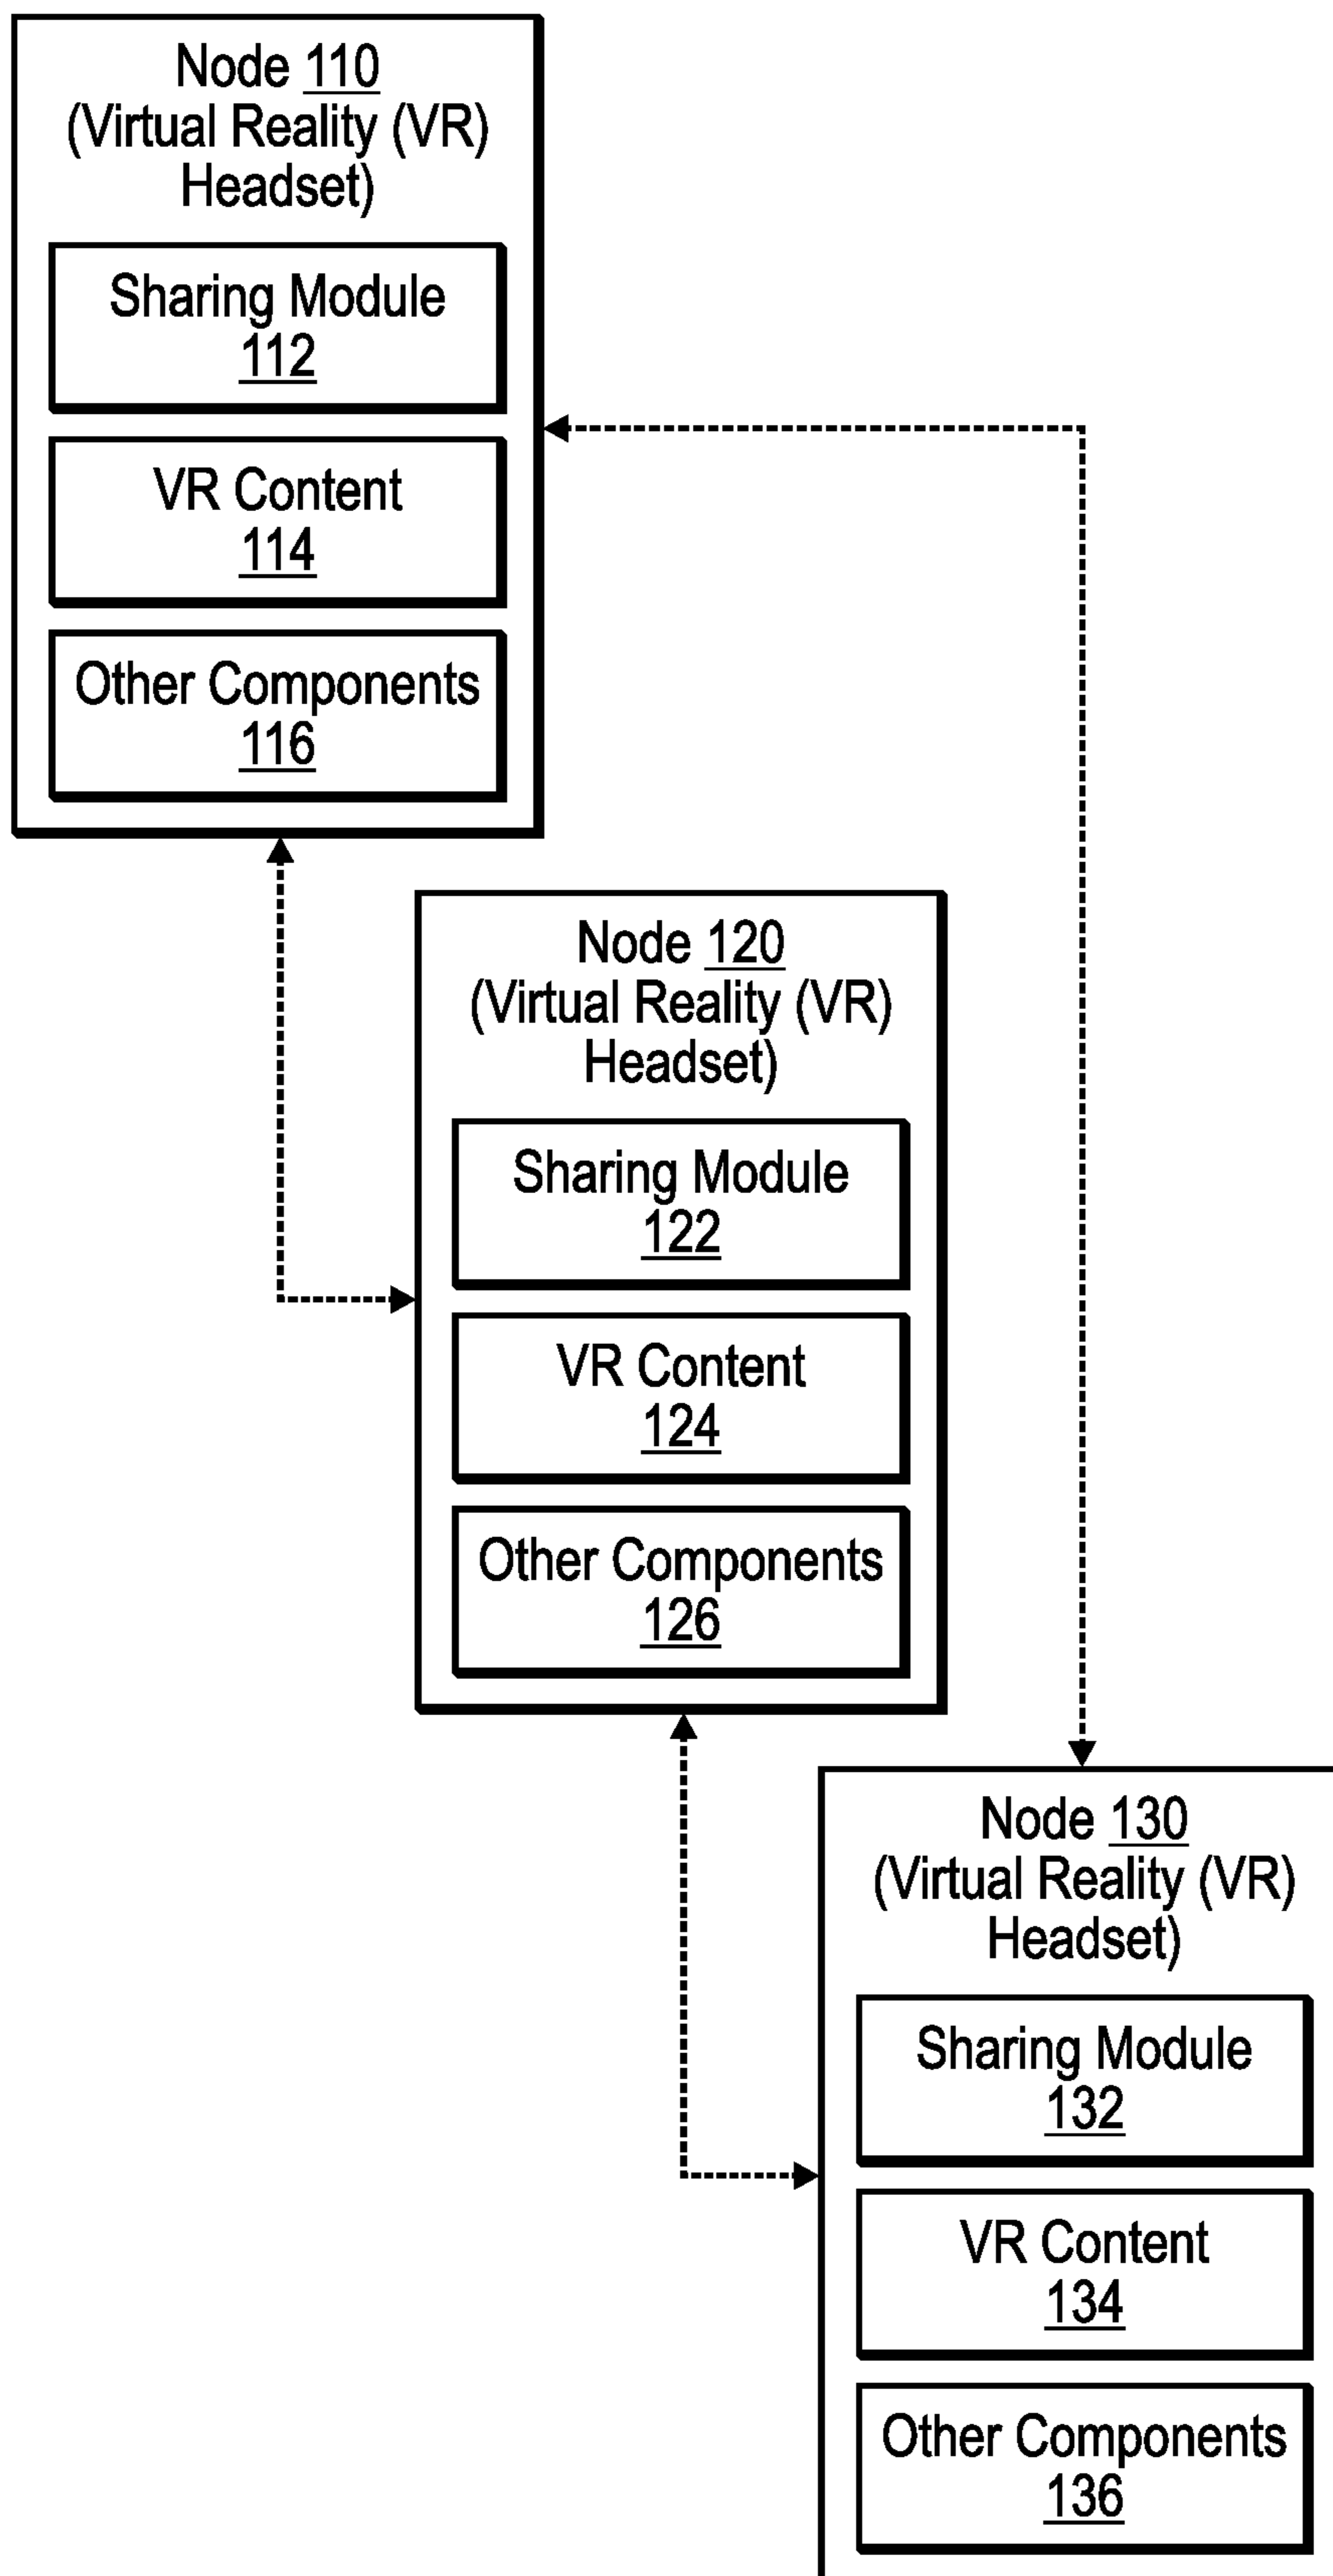 Node 110
(Virtual Reality (VR)
Headset)
Sharing Module
112
VR Content
114
Other Components
116
Node 120
(Virtual Reality (VR)
Headset)
Sharing Module
122
VR Content
124
Other Components
126
Node 130
(Virtual Reality (VR)
Headset)
Sharing Module
132
VR Content
134
Other Components
136